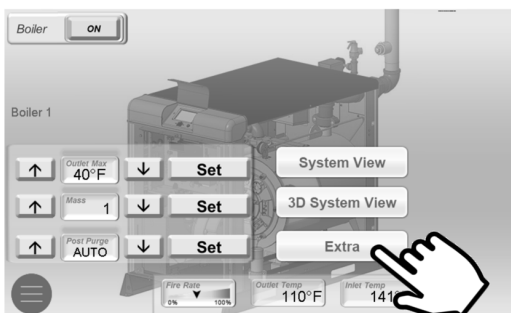 Boiler ON
Boiler 1
Outlet Max
40°F
Set
System View
Mass
1
Set
3D System View
Post Purge
AUTO
Set
Extra
Fire Rate
0% 100%
Outlet Temp
110°F
Inlet Temp
141°